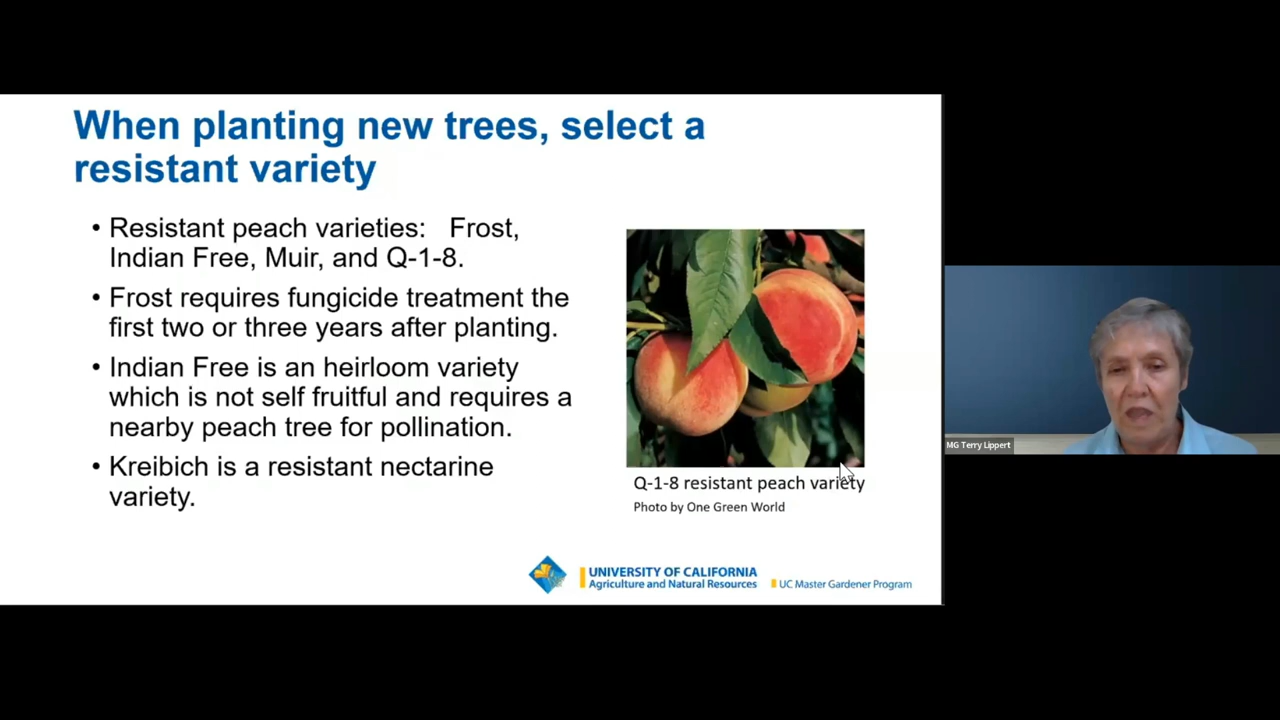 When planting new trees, select a
resistant variety
• Resistant peach varieties: Frost,
Indian Free, Muir, and Q-1-8.
• Frost requires fungicide treatment the
first two or three years after planting.
• Indian Free is an heirloom variety
which is not self fruitful and requires a
nearby peach tree for pollination.
• Kreibich is a resistant nectarine
variety.
Q-1-8 resistant peach variety
Photo by One Green World
UNIVERSITY OF CALIFORNIA
Agriculture and Natural Resources
UC Master Gardener Program
MG Terry Lippert